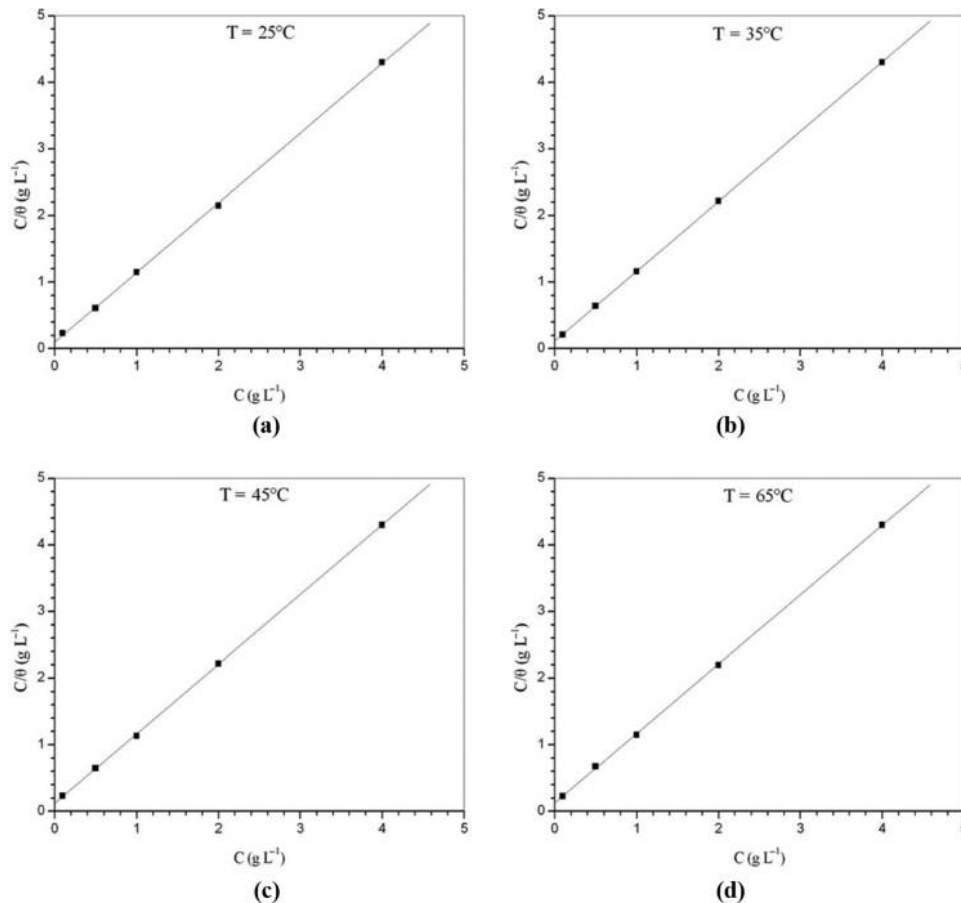 T = 25°C
5
4
3
2
1
0
C/θ (g L⁻¹)
0 1 2 3 4 5
C (g L⁻¹)
(a)
T = 35°C
5
4
3
2
1
0
C/θ (g L⁻¹)
0 1 2 3 4 5
C (g L⁻¹)
(b)
T = 45°C
5
4
3
2
1
0
C/θ (g L⁻¹)
0 1 2 3 4 5
C (g L⁻¹)
(c)
T = 65°C
5
4
3
2
1
0
C/θ (g L⁻¹)
0 1 2 3 4
C (g L⁻¹)
(d)